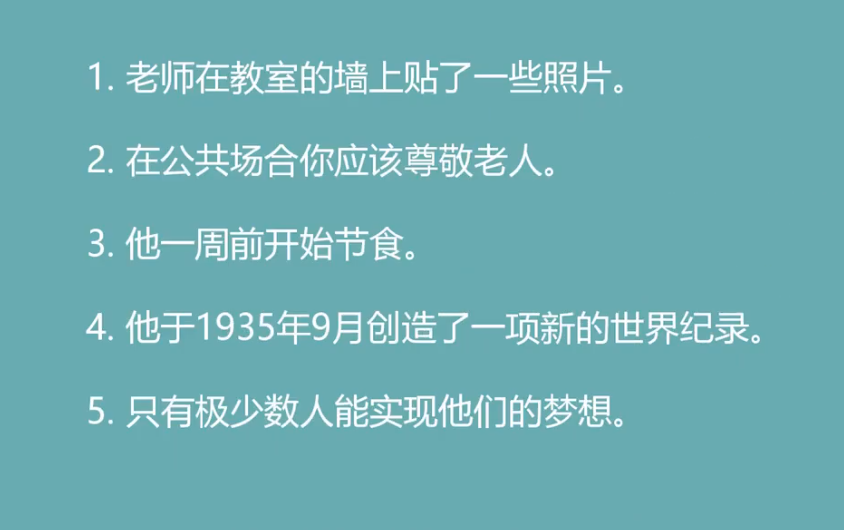 1. 老师在教室的墙上贴了一些照片。
2. 在公共场合你应该尊敬老人。
3. 他一周前开始节食。
4. 他于1935年9月创造了一项新的世界纪录。
5. 只有极少数人能实现他们的梦想。